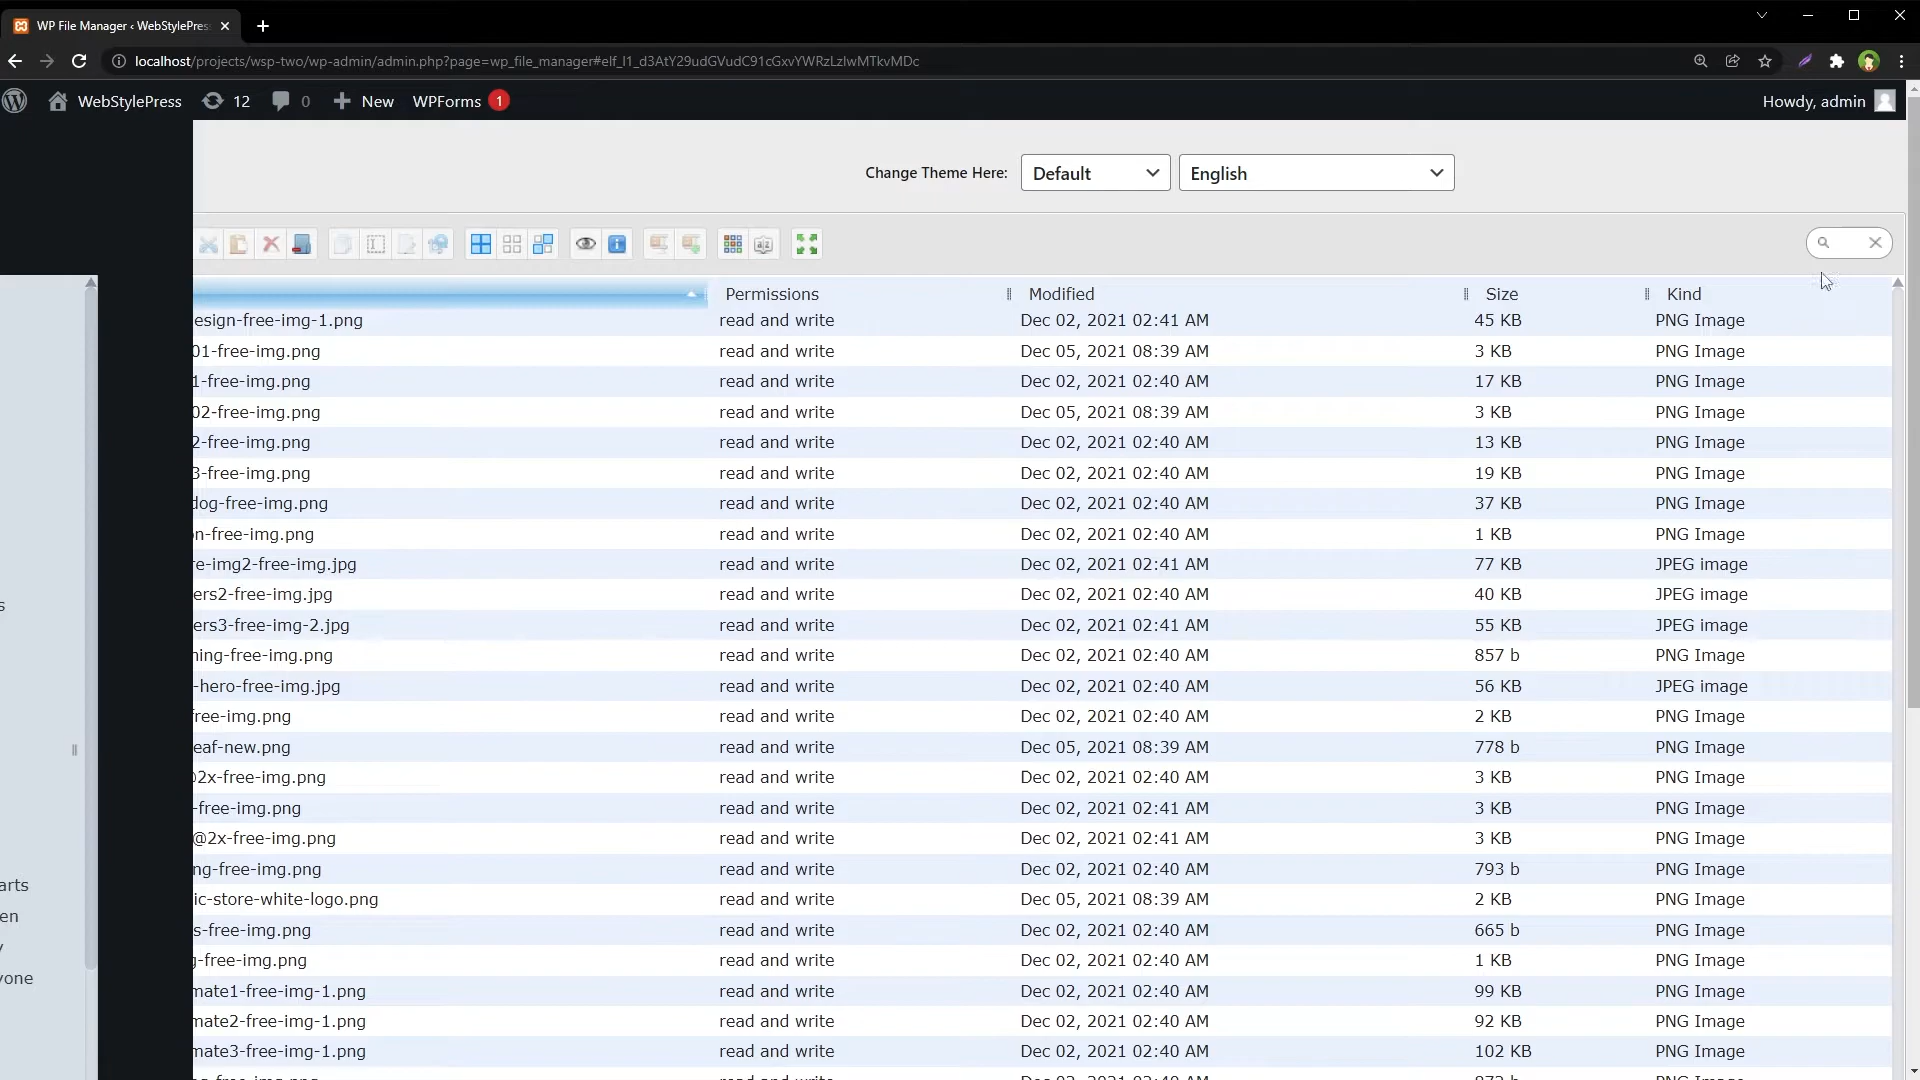 WP File Manager ‹ WebStylePres
localhost/projects/wsp-two/wp-admin/admin.php?page=wp_file_manager#elf_l1_d3AtY29udGVudC91cGxvYWRzLzIwMTkvMDc
WebStylePress 12 0 New WPForms 1 Howdy, admin
Change Theme Here: Default English
Permissions Modified Size Kind
esign-free-img-1.png read and write Dec 02, 2021 02:41 AM 45 KB PNG Image
01-free-img.png read and write Dec 05, 2021 08:39 AM 3 KB PNG Image
1-free-img.png read and write Dec 02, 2021 02:40 AM 17 KB PNG Image
02-free-img.png read and write Dec 05, 2021 08:39 AM 3 KB PNG Image
2-free-img.png read and write Dec 02, 2021 02:40 AM 13 KB PNG Image
3-free-img.png read and write Dec 02, 2021 02:40 AM 19 KB PNG Image
dog-free-img.png read and write Dec 02, 2021 02:40 AM 37 KB PNG Image
on-free-img.png read and write Dec 02, 2021 02:40 AM 1 KB PNG Image
re-img2-free-img.jpg read and write Dec 02, 2021 02:41 AM 77 KB JPEG image
ers2-free-img.jpg read and write Dec 02, 2021 02:40 AM 40 KB JPEG image
s
ers3-free-img-2.jpg read and write Dec 02, 2021 02:41 AM 55 KB JPEG image
ning-free-img.png read and write Dec 02, 2021 02:40 AM 857 b PNG Image
-hero-free-img.jpg read and write Dec 02, 2021 02:40 AM 56 KB JPEG image
free-img.png read and write Dec 02, 2021 02:40 AM 2 KB PNG Image
eaf-new.png read and write Dec 05, 2021 08:39 AM 778 b PNG Image
@2x-free-img.png read and write Dec 02, 2021 02:40 AM 3 KB PNG Image
-free-img.png read and write Dec 02, 2021 02:41 AM 3 KB PNG Image
@2x-free-img.png read and write Dec 02, 2021 02:41 AM 3 KB PNG Image
ng-free-img.png read and write Dec 02, 2021 02:40 AM 793 b PNG Image
arts
ic-store-white-logo.png read and write Dec 05, 2021 08:39 AM 2 KB PNG Image
en
s-free-img.png read and write Dec 02, 2021 02:40 AM 665 b PNG Image
y
g-free-img.png read and write Dec 02, 2021 02:40 AM 1 KB PNG Image
yone
mate1-free-img-1.png read and write Dec 02, 2021 02:40 AM 99 KB PNG Image
mate2-free-img-1.png read and write Dec 02, 2021 02:40 AM 92 KB PNG Image
mate3-free-img-1.png read and write Dec 02, 2021 02:40 AM 102 KB PNG Image